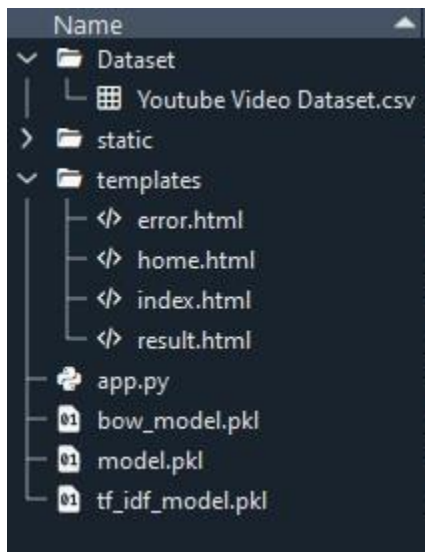 Name
Dataset
Youtube Video Dataset.csv
static
templates
error.html
home.html
index.html
result.html
app.py
bow_model.pkl
model.pkl
tf_idf_model.pkl